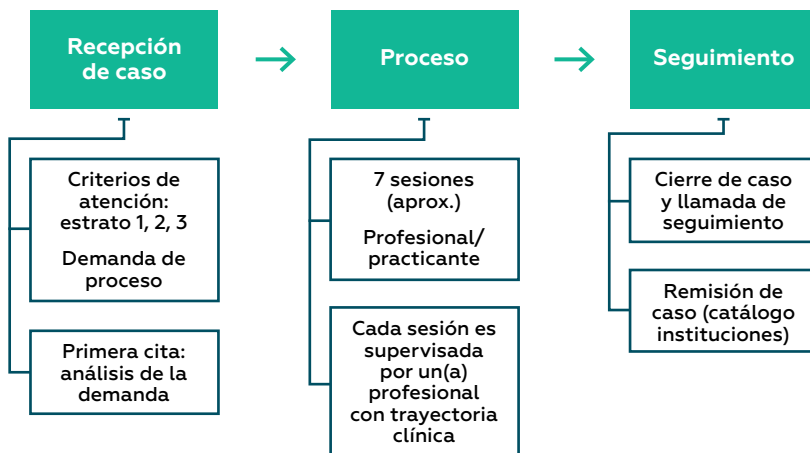 Recepción
de caso
Proceso
Seguimiento
Criterios de
atención:
estrato 1, 2, 3
Demanda de
proceso
Primera cita:
análisis de la
demanda
7 sesiones
(aprox.)
Profesional/
practicante
Cada sesión es
supervisada
por un(a)
profesional
con trayectoria
clínica
Cierre de caso
y llamada de
seguimiento
Remisión de
caso (catálogo
instituciones)